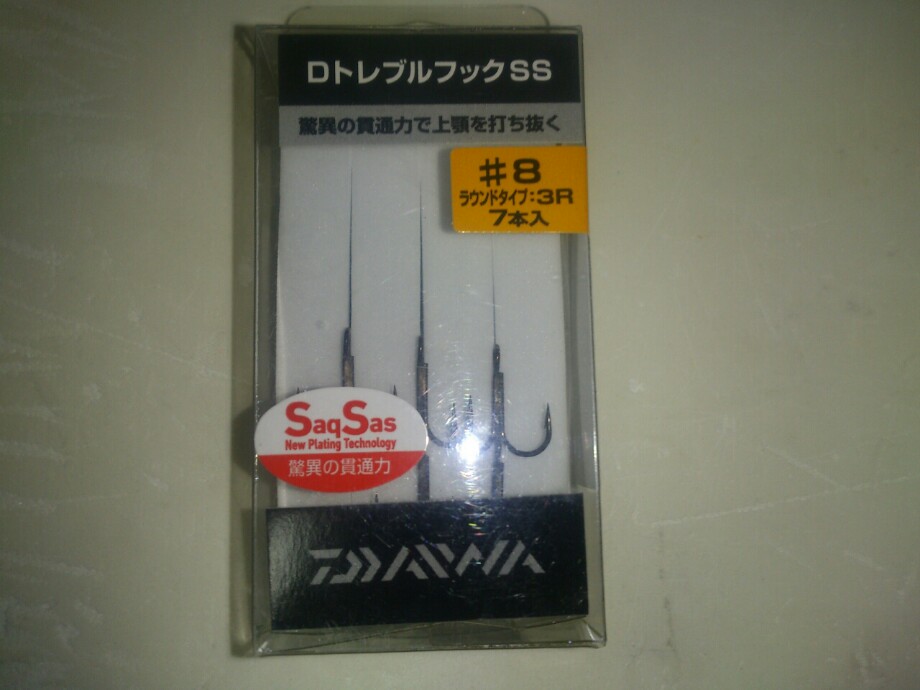 DトレブルフックSS
驚異の貫通力で上顎を打ち抜く
#8
ラウンドタイプ:3R
7本入
SaqSas
New Plating Technology
驚異の貫通力
DAIWA